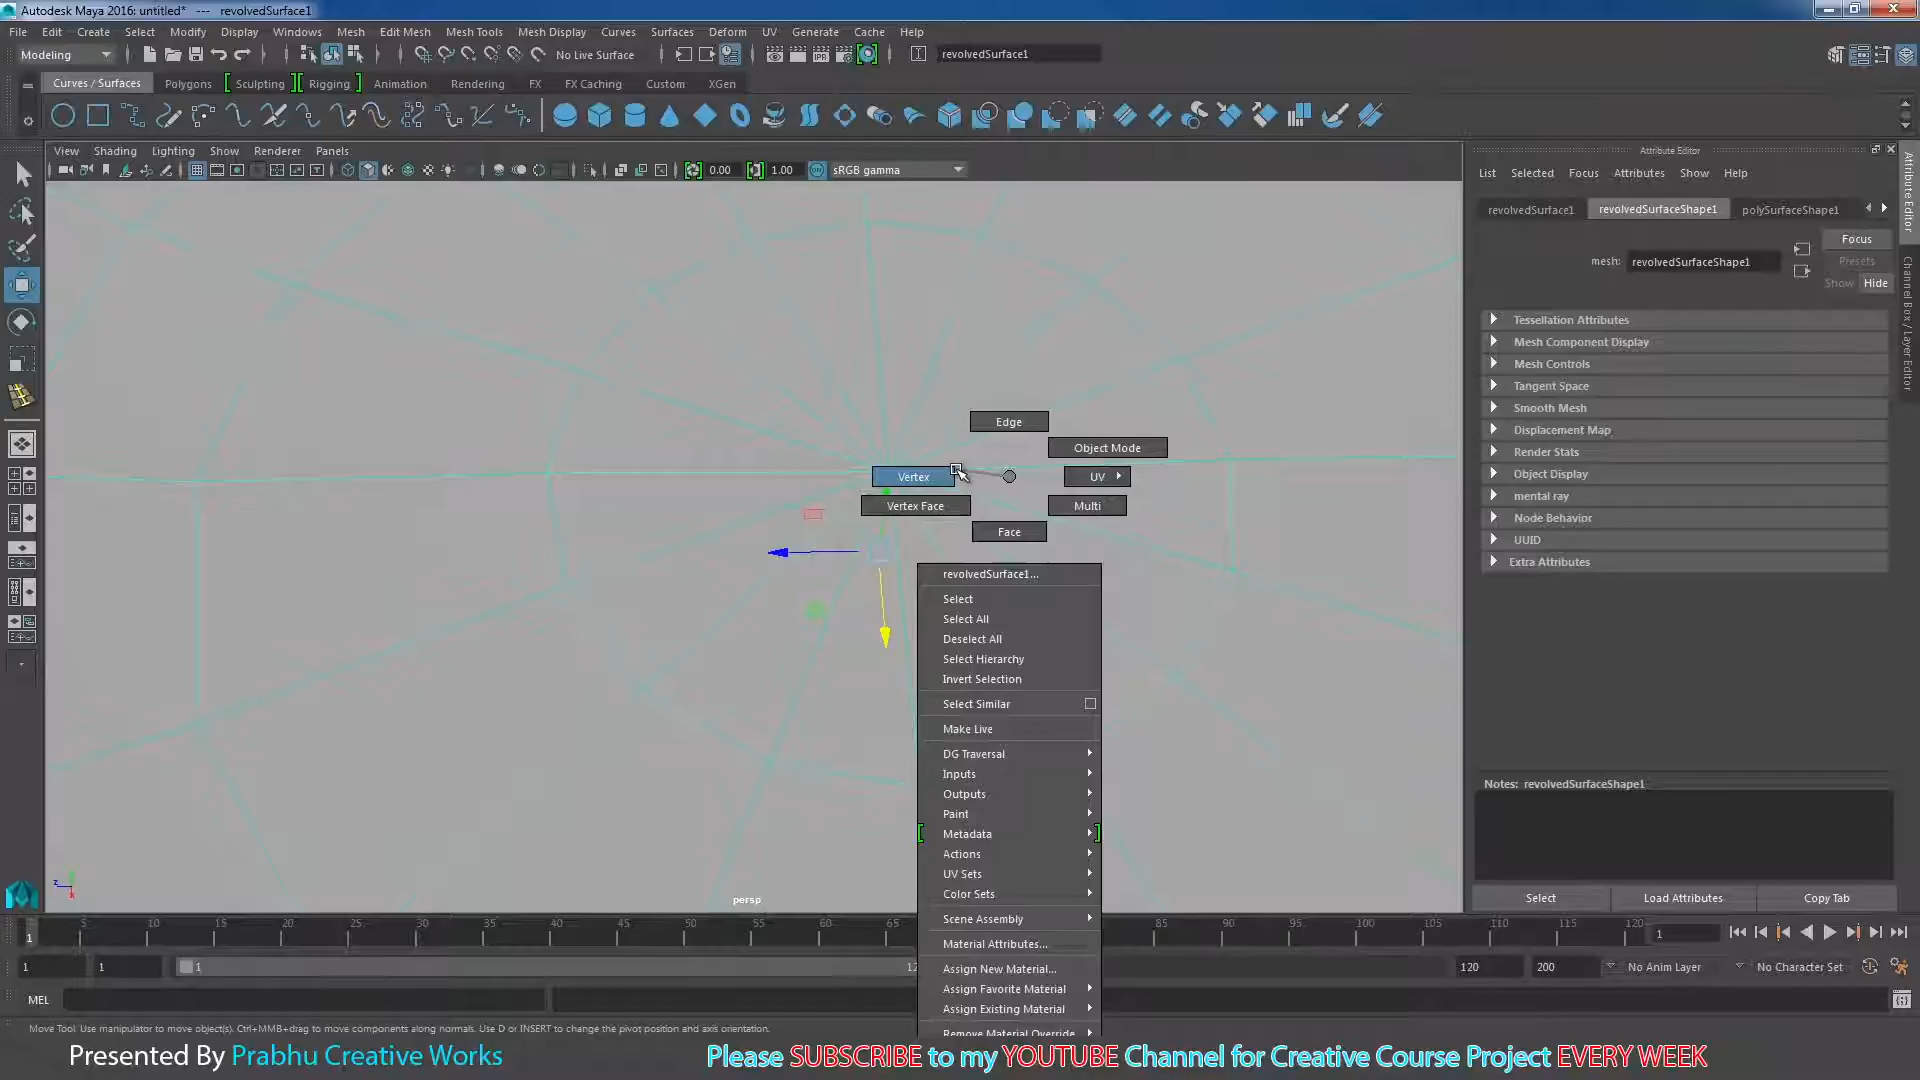 Autodesk Maya 2016: untitled* --- revolvedSurface1
File Edit Create Select Modify Display Windows Mesh Edit Mesh Mesh Tools Mesh Display Curves Surfaces Deform UV Generate Cache Help
Modeling No Live Surface revolvedSurface1
Curves / Surfaces Polygons Sculpting Rigging Animation Rendering FX FX Caching Custom XGen
View Shading Lighting Show Renderer Panels
0.00 1.00 sRGB gamma
Attribute Editor
List Selected Focus Attributes Show Help
revolvedSurface1 revolvedSurfaceShape1 polySurfaceShape1
Focus
mesh: revolvedSurfaceShape1
Presets
Show Hide
Tessellation Attributes
Mesh Component Display
Mesh Controls
Tangent Space
Smooth Mesh
Displacement Map
Render Stats
Object Display
mental ray
Node Behavior
UUID
Extra Attributes
Notes: revolvedSurfaceShape1
Select Load Attributes Copy Tab
Attribute Editor
Channel Box / Layer Editor
Edge
Object Mode
Vertex
UV
Vertex Face
Multi
Face
revolvedSurface1...
Select
Select All
Deselect All
Select Hierarchy
Invert Selection
Select Similar
Make Live
DG Traversal
Inputs
Outputs
Paint
Metadata
Actions
UV Sets
Color Sets
Scene Assembly
Material Attributes...
Assign New Material...
Assign Favorite Material
Assign Existing Material
Remove Material Override
z
persp
5 10 15 20 25 30 35 40 45 50 55 60 65 85 90 95 100 105 110 115 120
1 1
1 1 1 12 120 200 No Anim Layer No Character Set
MEL
Move Tool: Use manipulator to move object(s). Ctrl+MMB+drag to move components along normals. Use D or INSERT to change the pivot position and axis orientation.
Presented By Prabhu Creative Works
Please SUBSCRIBE to my YOUTUBE Channel for Creative Course Project EVERY WEEK